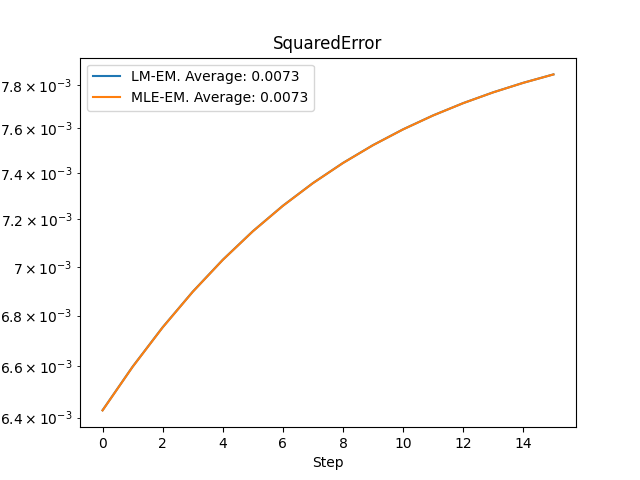 SquaredError
LM-EM. Average: 0.0073
MLE-EM. Average: 0.0073
7.8 × 10⁻³
7.6 × 10⁻³
7.4 × 10⁻³
7.2 × 10⁻³
7 × 10⁻³
6.8 × 10⁻³
6.6 × 10⁻³
6.4 × 10⁻³
0 2 4 6 8 10 12 14
Step